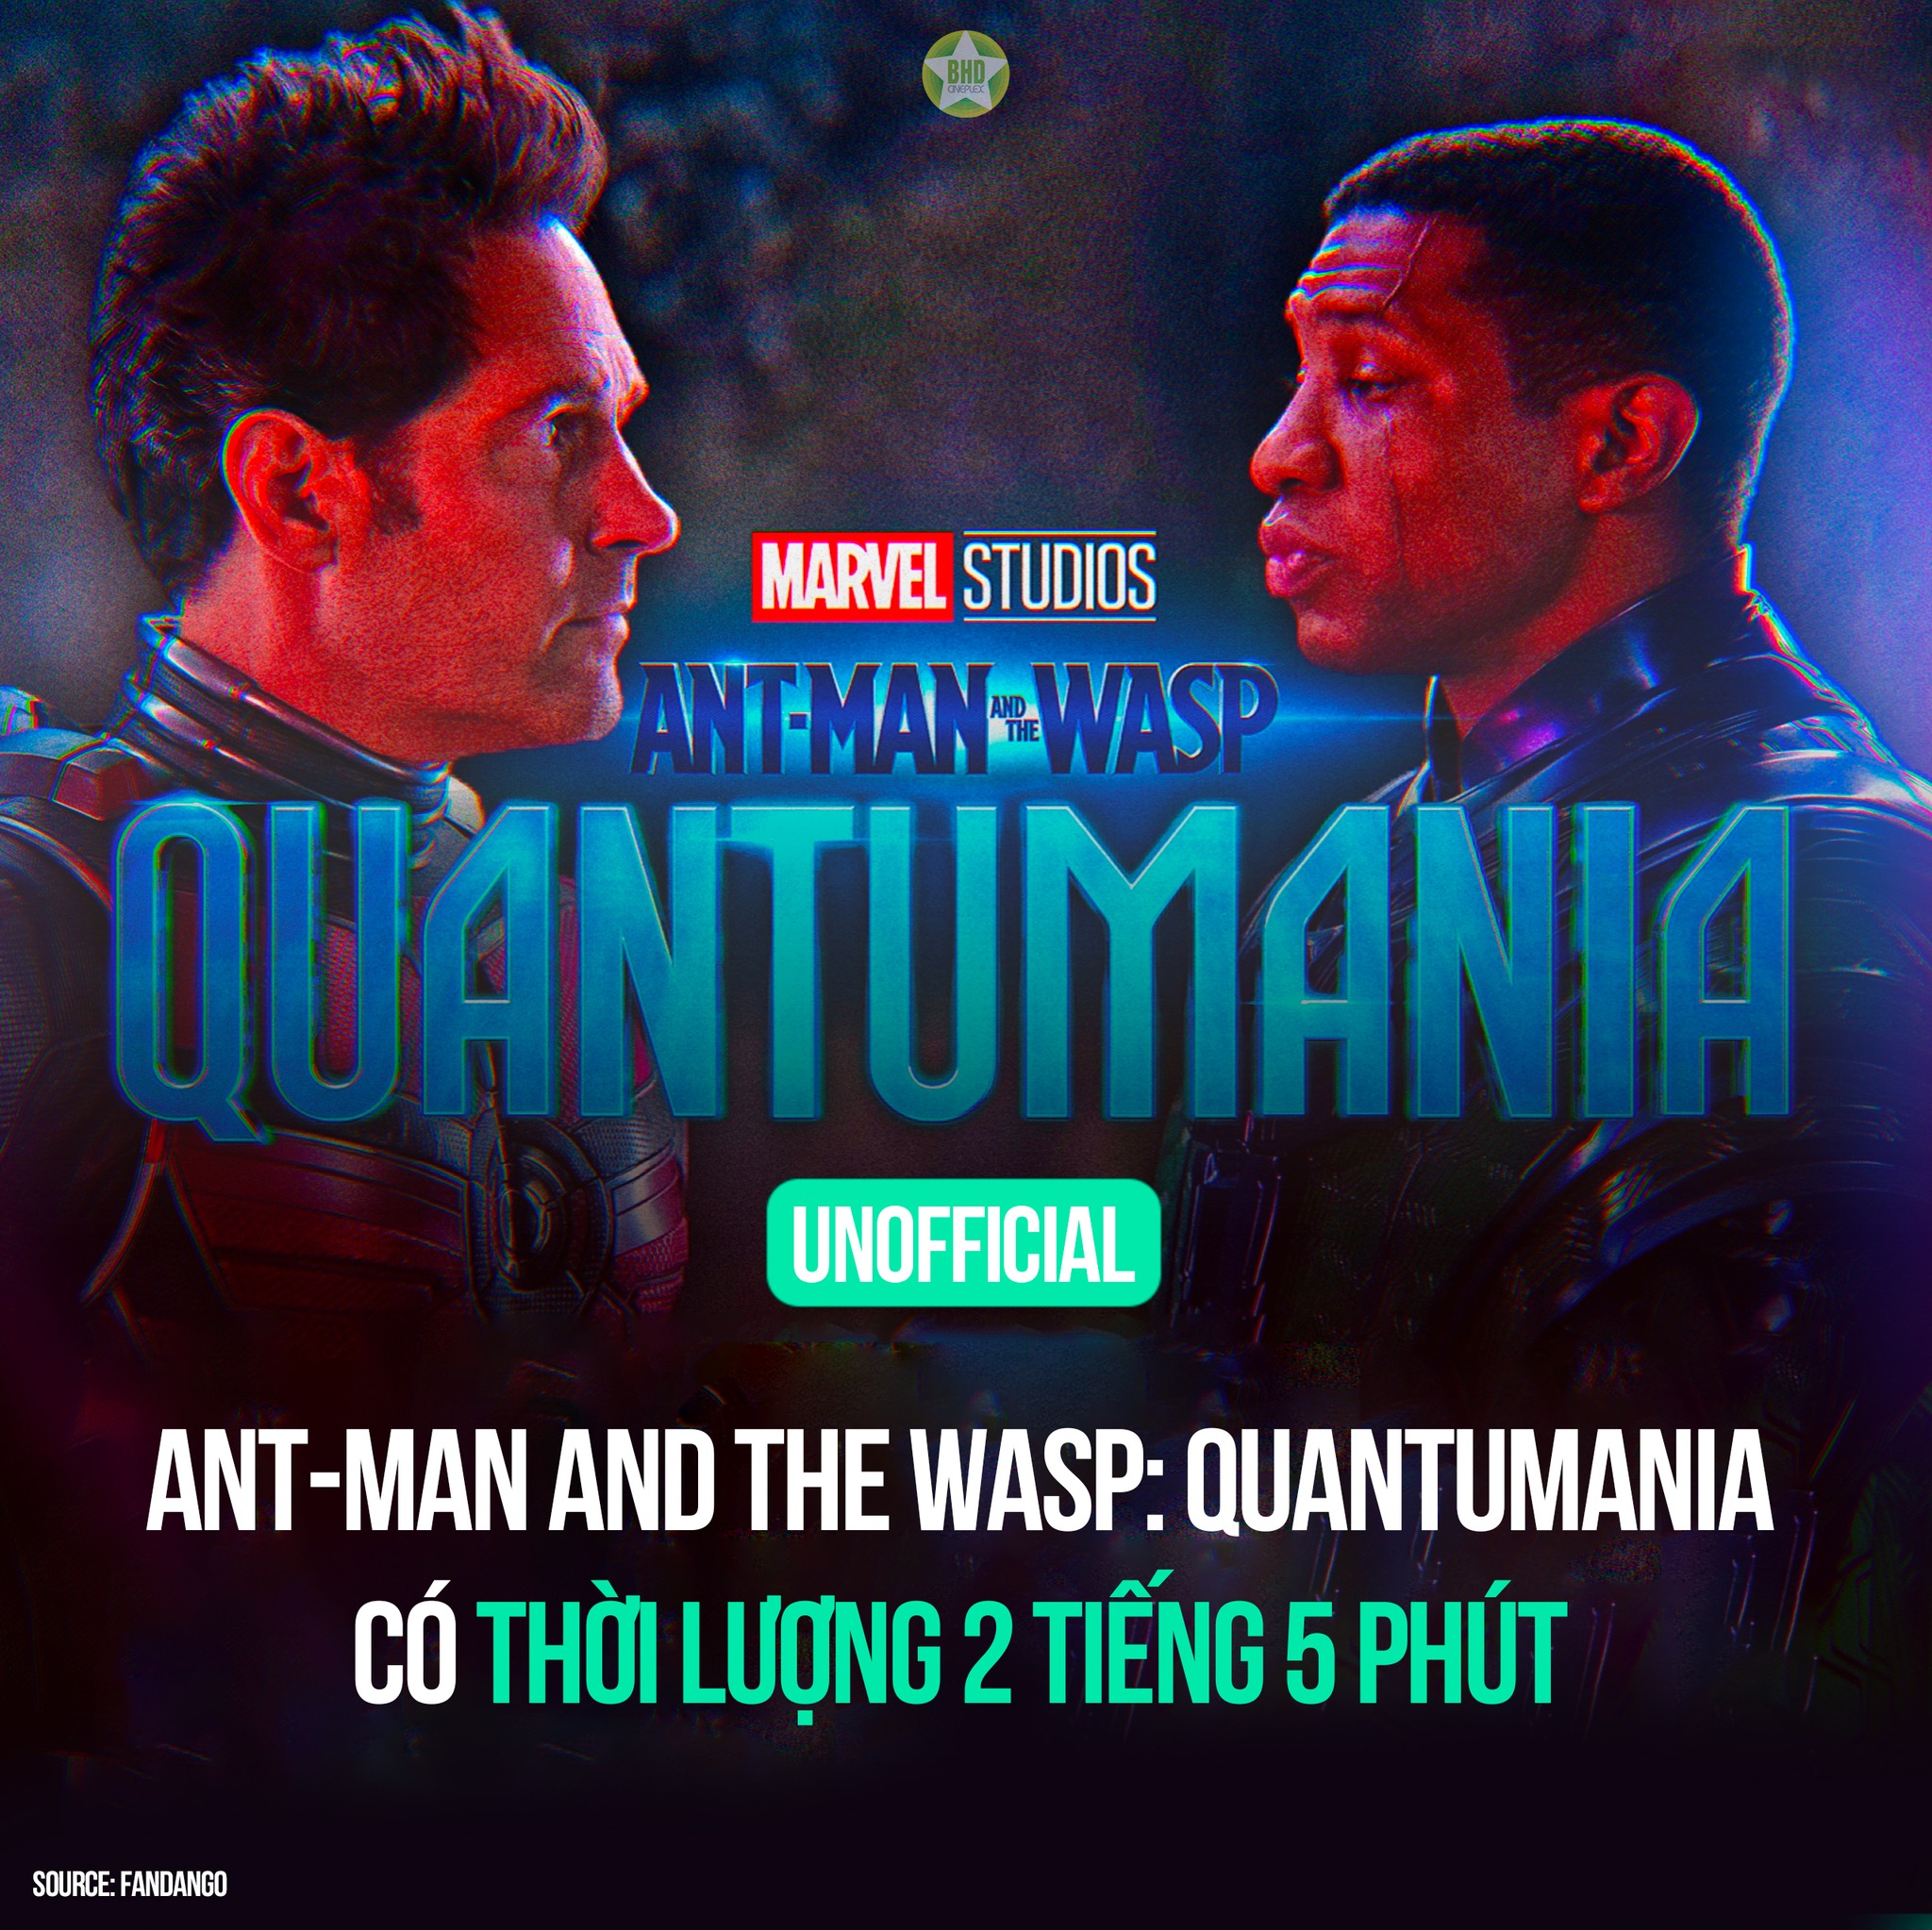 BHD
CINEPLEX
MARVEL STUDIOS
ANT-MAN AND THE WASP
QUANTUMANIA
UNOFFICIAL
ANT-MAN AND THE WASP: QUANTUMANIA
CÓ THỜI LƯỢNG 2 TIẾNG 5 PHÚT
SOURCE: FANDANGO